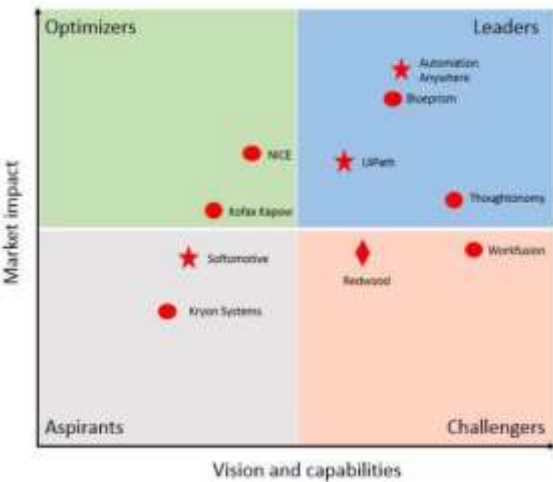 Optimizers
Leaders
Automation
Anywhere
Blueprism
NICE
UiPath
Thoughtonomy
Kofax Kapow
Market impact
Softomotive
Workfusion
Redwood
Kryon Systems
Aspirants
Challengers
Vision and capabilities